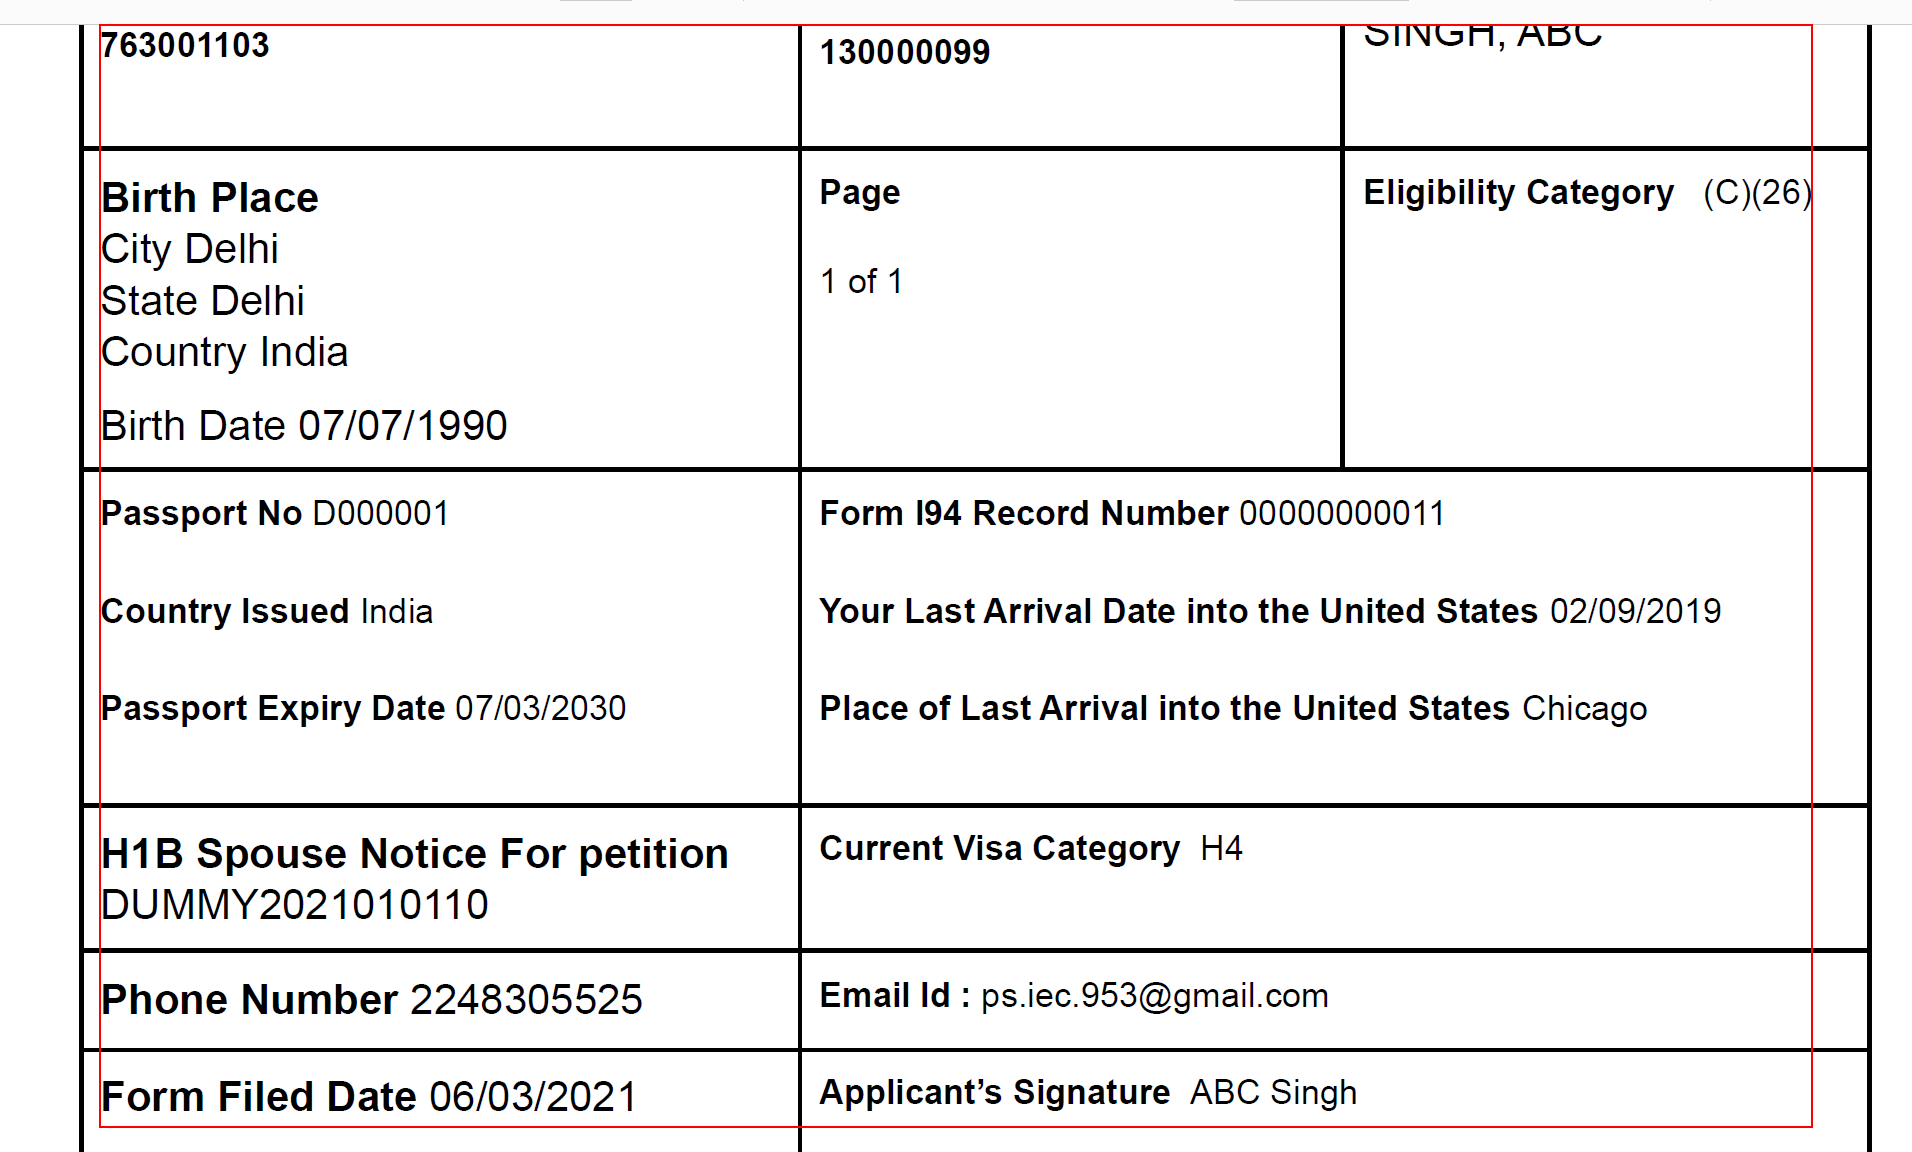 763001103
130000099
SINGH, ABC
Birth Place
City Delhi
State Delhi
Country India
Birth Date 07/07/1990
Page
1 of 1
Eligibility Category (C)(26)
Passport No D000001
Country Issued India
Passport Expiry Date 07/03/2030
Form I94 Record Number 00000000011
Your Last Arrival Date into the United States 02/09/2019
Place of Last Arrival into the United States Chicago
H1B Spouse Notice For petition
DUMMY2021010110
Current Visa Category H4
Phone Number 2248305525
Email Id : ps.iec.953@gmail.com
Form Filed Date 06/03/2021
Applicant’s Signature ABC Singh